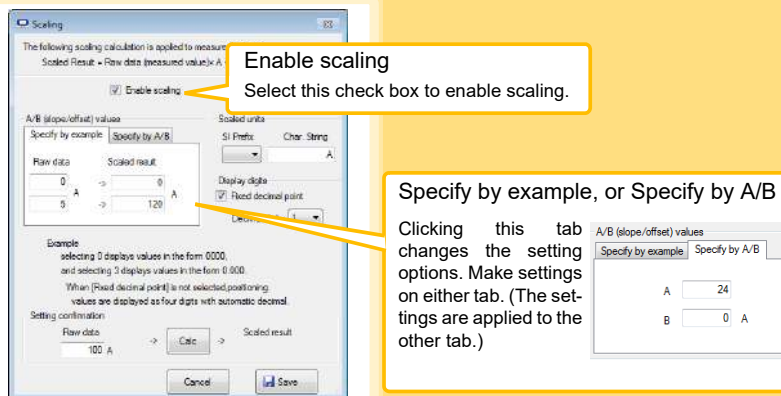 Scaling
The following scaling calculation is applied to measure
Scaled Result = Raw data (measured value)× A
Enable scaling
Enable scaling
Select this check box to enable scaling.
A/B (slope/offset) values
Specify by example Specify by A/B
Raw data Scaled result
0 -> 0
A A
5 -> 120
Scaled units
SI Prefix Char. String
A
Display digits
Fixed decimal point
1
Specify by example, or Specify by A/B
Clicking this tab
changes the setting
options. Make settings
on either tab. (The set-
tings are applied to the
other tab.)
A/B (slope/offset) values
Specify by example Specify by A/B
A 24
B 0 A
Example
selecting 0 displays values in the form 0000,
and selecting 3 displays values in the form 0.000.
When [Fixed decimal point] is not selected,positioning
values are displayed as four digits with automatic decimal.
Setting confirmation
Raw data Scaled result
100 A -> Calc ->
Cancel Save